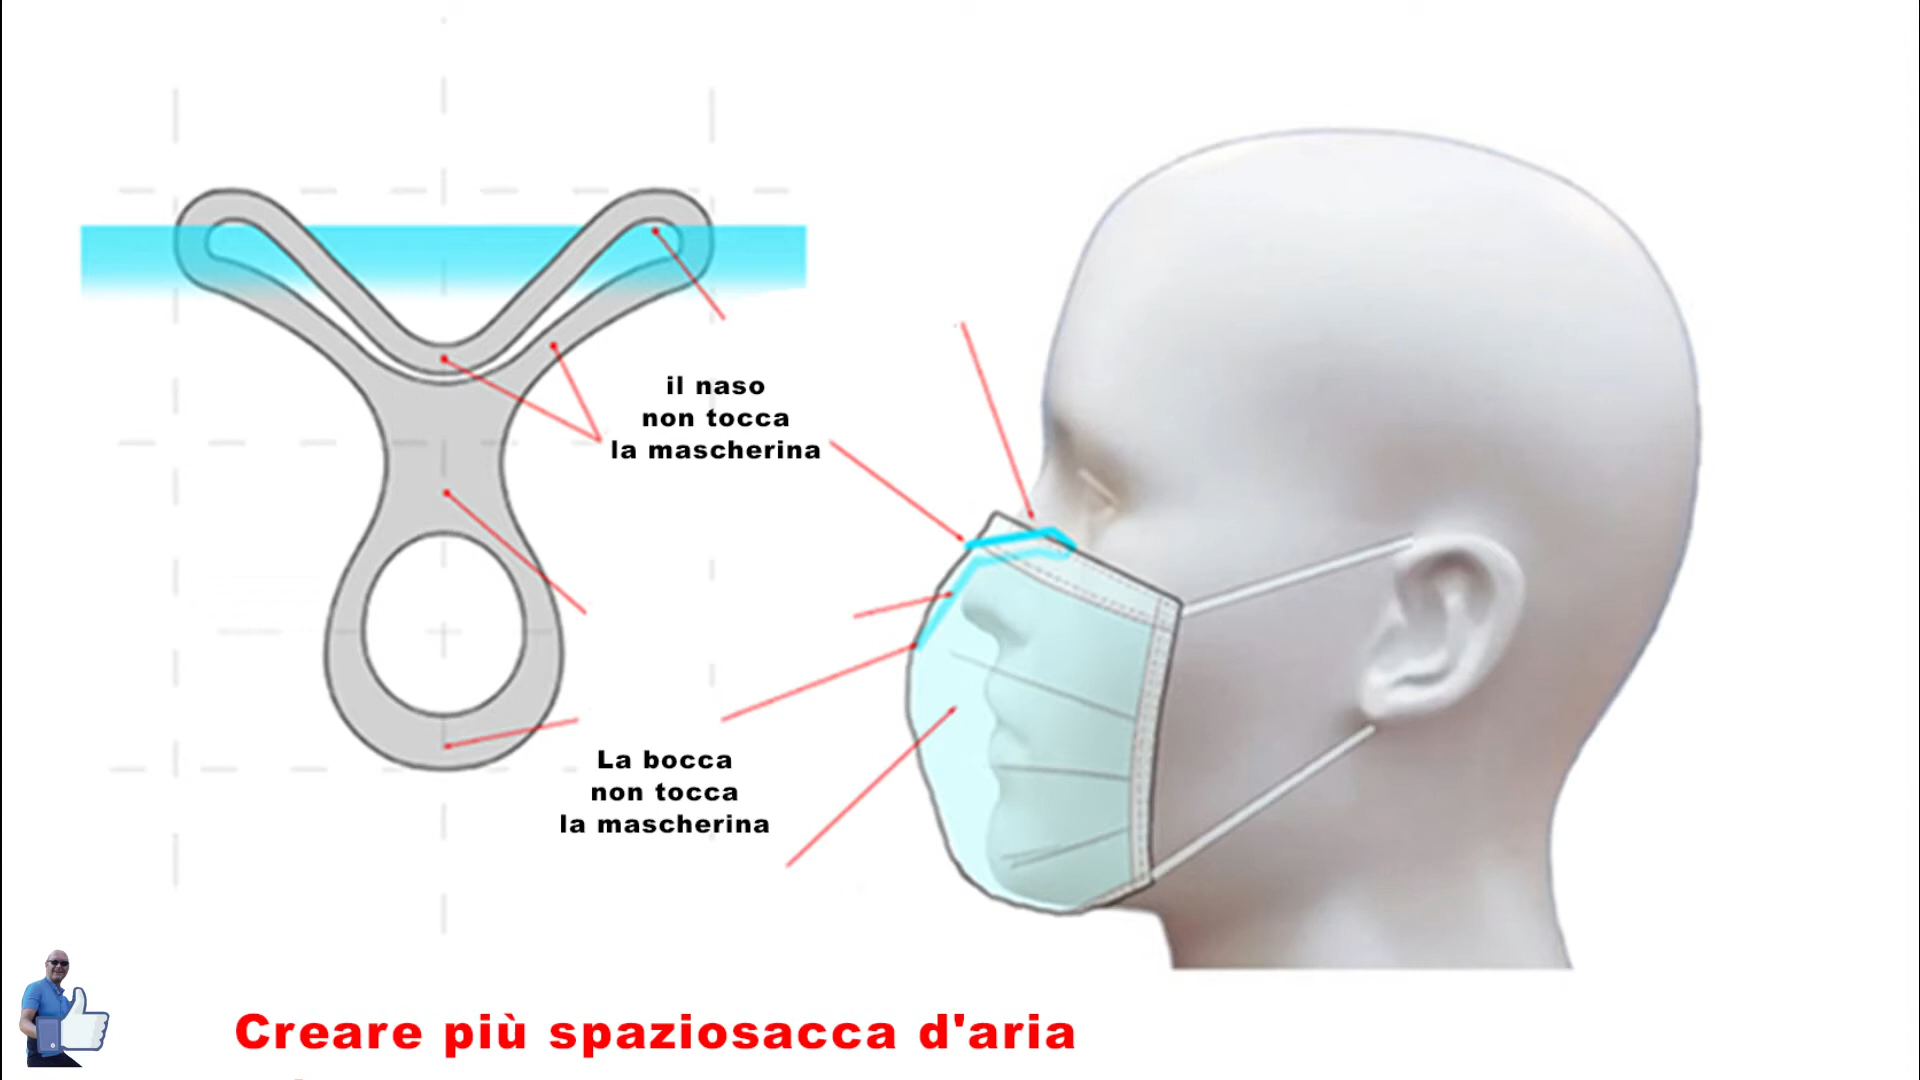 il naso
non tocca
la mascherina
La bocca
non tocca
la mascherina
Creare più spaziosacca d'aria